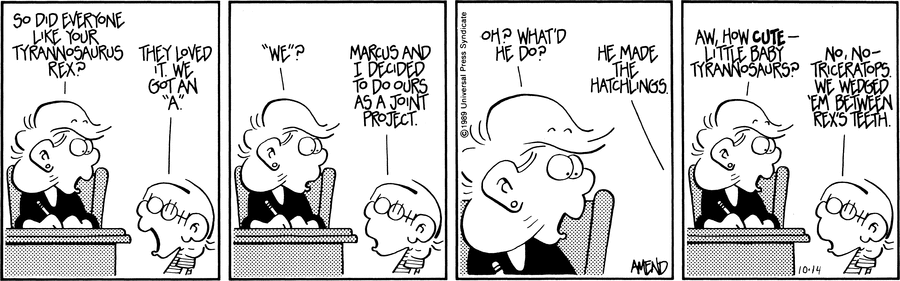 SO DID EVERYONE
LIKE YOUR
TYRANNOSAURUS
REX?
THEY LOVED
IT. WE
GOT AN
"A."
"WE"?
MARCUS AND
I DECIDED
TO DO OURS
AS A JOINT
PROJECT.
©1989 Universal Press Syndicate
OH? WHAT'D
HE DO?
HE MADE
THE
HATCHLINGS.
AMEND
AW, HOW CUTE—
LITTLE BABY
TYRANNOSAURS?
NO, NO—
TRICERATOPS.
WE WEDGED
'EM BETWEEN
REX'S TEETH.
10·14